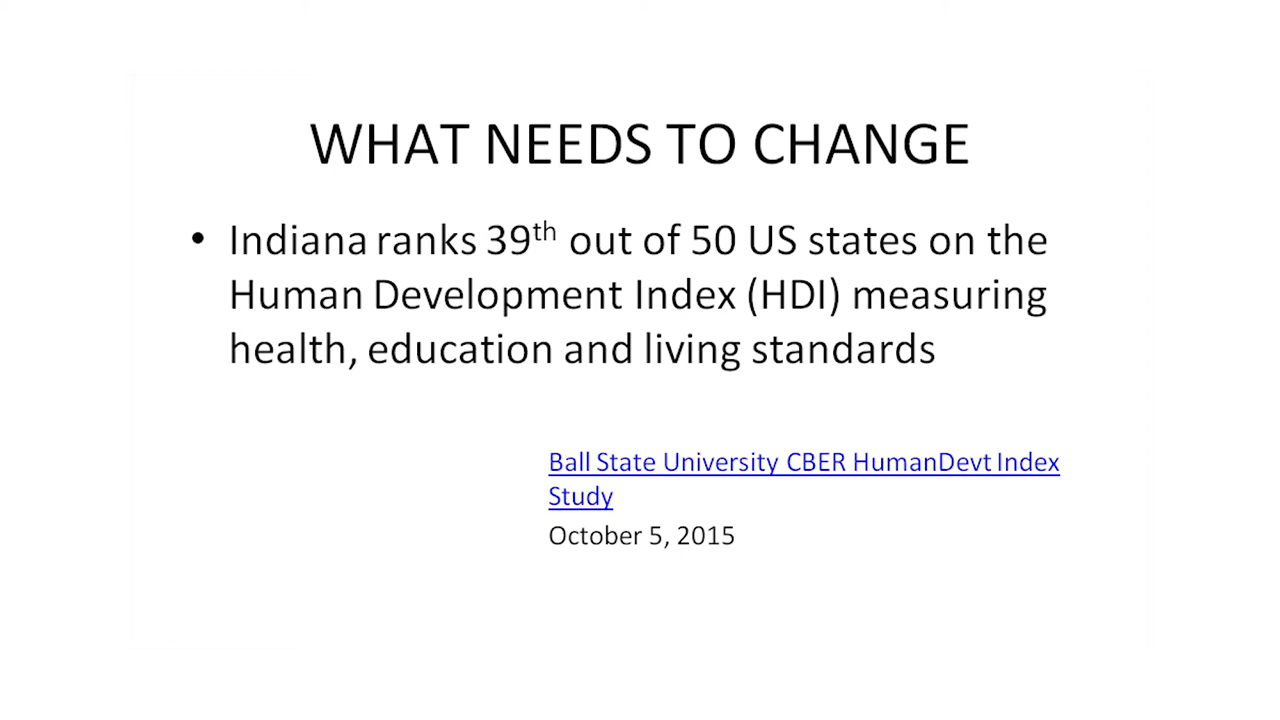 WHAT NEEDS TO CHANGE
• Indiana ranks 39th out of 50 US states on the
Human Development Index (HDI) measuring
health, education and living standards
Ball State University CBER HumanDevt Index
Study
October 5, 2015